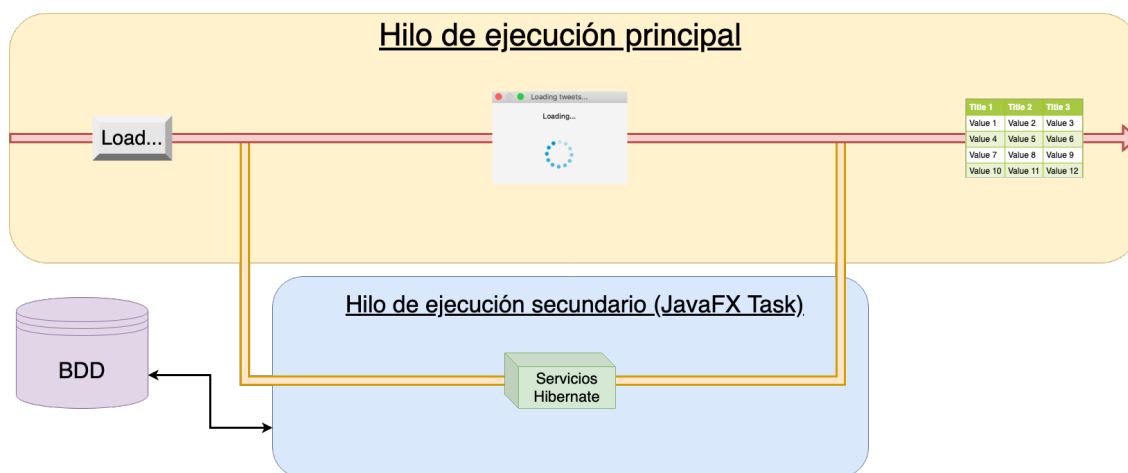 Hilo de ejecución principal
Load...
Loading tweets...
Loading...
Title 1 Title 2 Title 3
Value 1 Value 2 Value 3
Value 4 Value 5 Value 6
Value 7 Value 8 Value 9
Value 10 Value 11 Value 12
Hilo de ejecución secundario (JavaFX Task)
BDD
Servicios
Hibernate